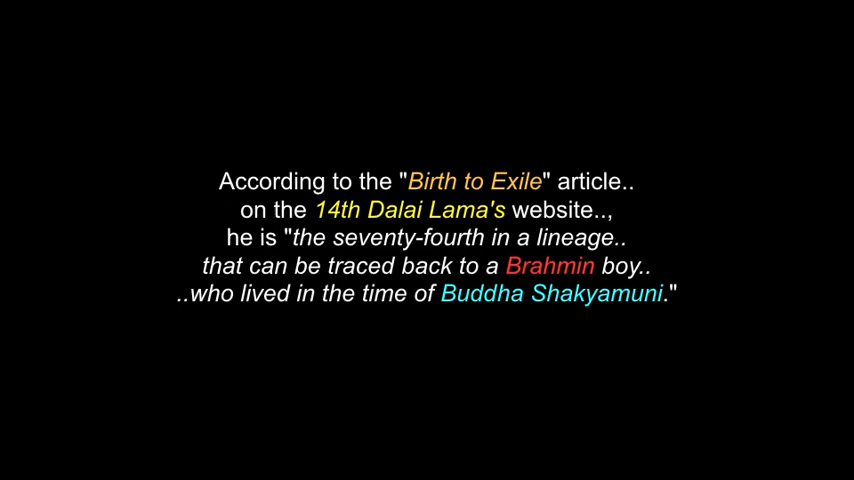 According to the "Birth to Exile" article..
on the 14th Dalai Lama's website..,
he is "the seventy-fourth in a lineage..
that can be traced back to a Brahmin boy..
..who lived in the time of Buddha Shakyamuni."